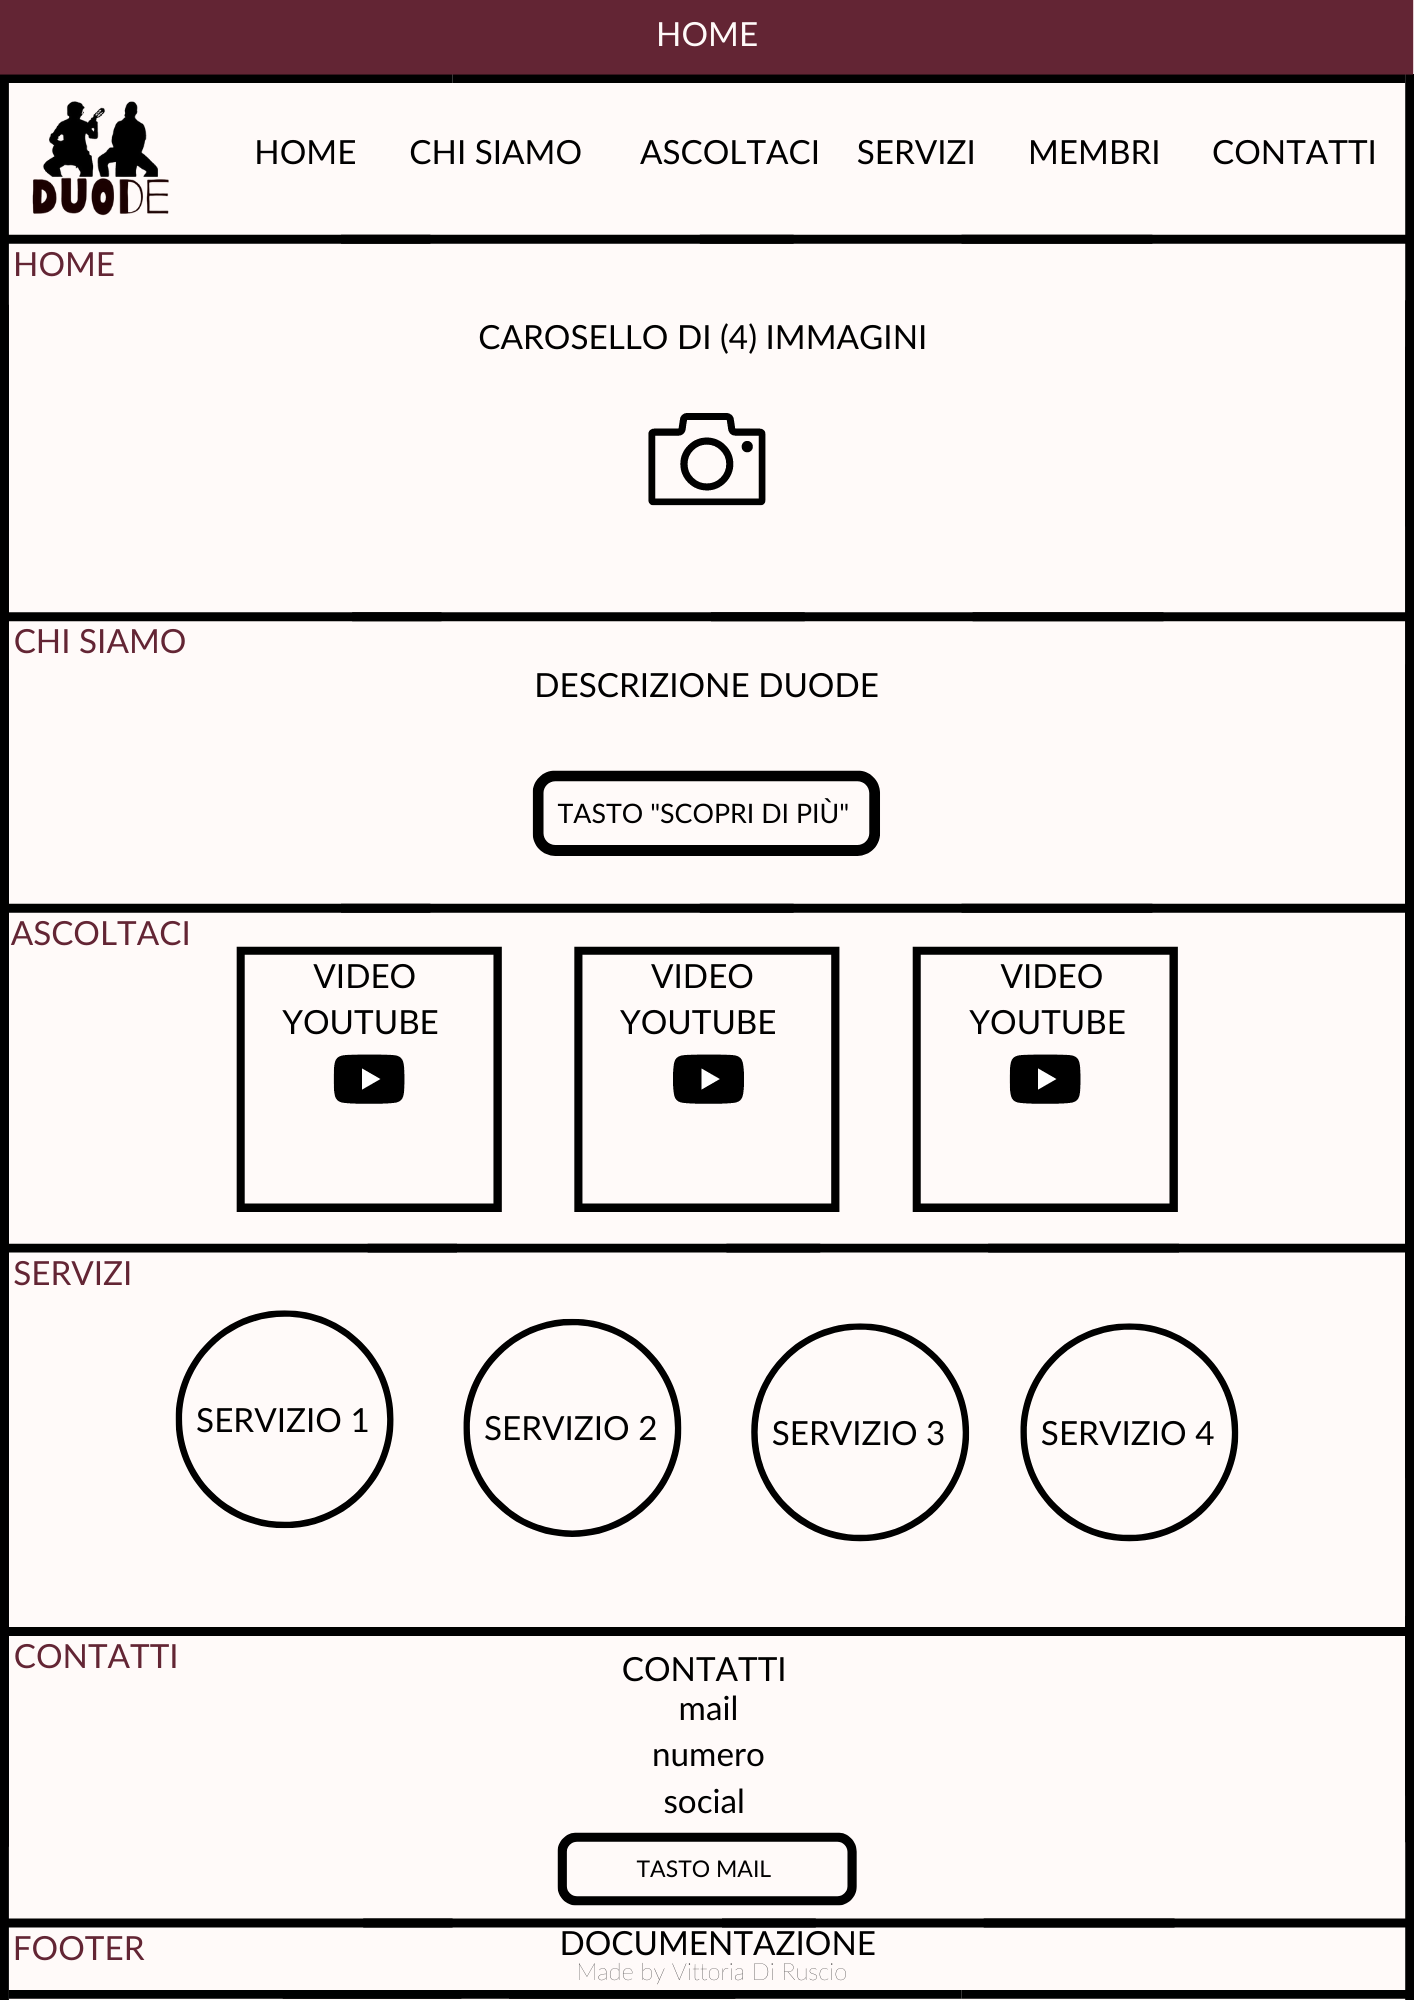 HOME
DUODE
HOME CHI SIAMO ASCOLTACI SERVIZI MEMBRI CONTATTI
HOME
CAROSELLO DI (4) IMMAGINI
CHI SIAMO
DESCRIZIONE DUODE
TASTO "SCOPRI DI PIÙ"
ASCOLTACI
VIDEO
YOUTUBE
VIDEO
YOUTUBE
VIDEO
YOUTUBE
SERVIZI
SERVIZIO 1
SERVIZIO 2
SERVIZIO 3
SERVIZIO 4
CONTATTI
CONTATTI
mail
numero
social
TASTO MAIL
FOOTER
DOCUMENTAZIONE
Made by Vittoria Di Ruscio